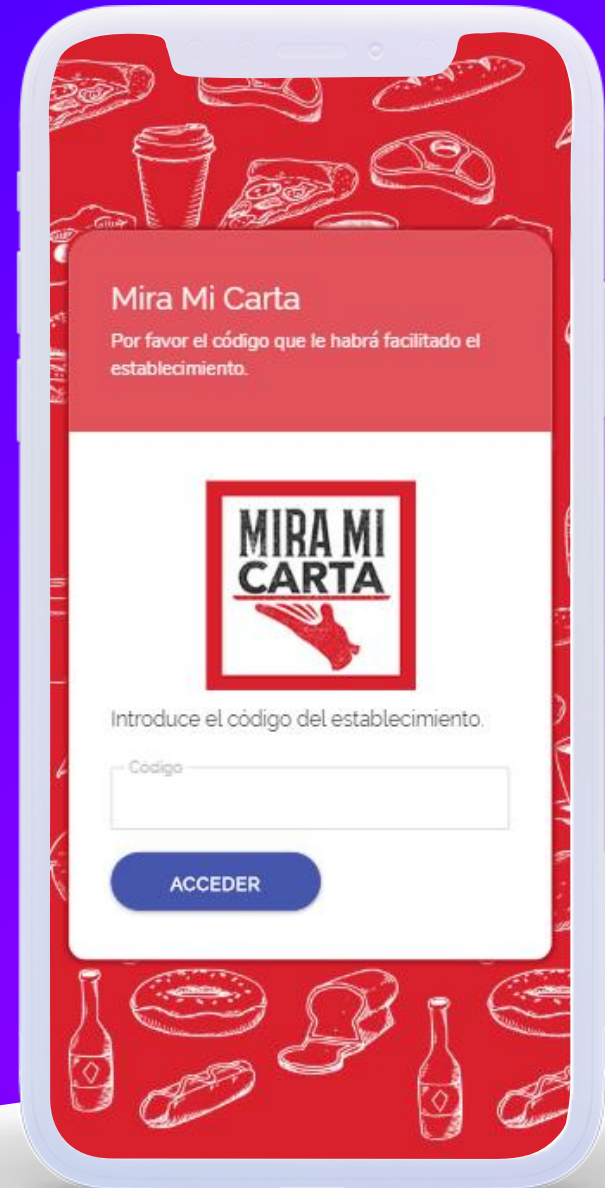 Mira Mi Carta
Por favor el código que le habrá facilitado el
establecimiento.
MIRA MI
CARTA
Introduce el código del establecimiento.
Código
ACCEDER